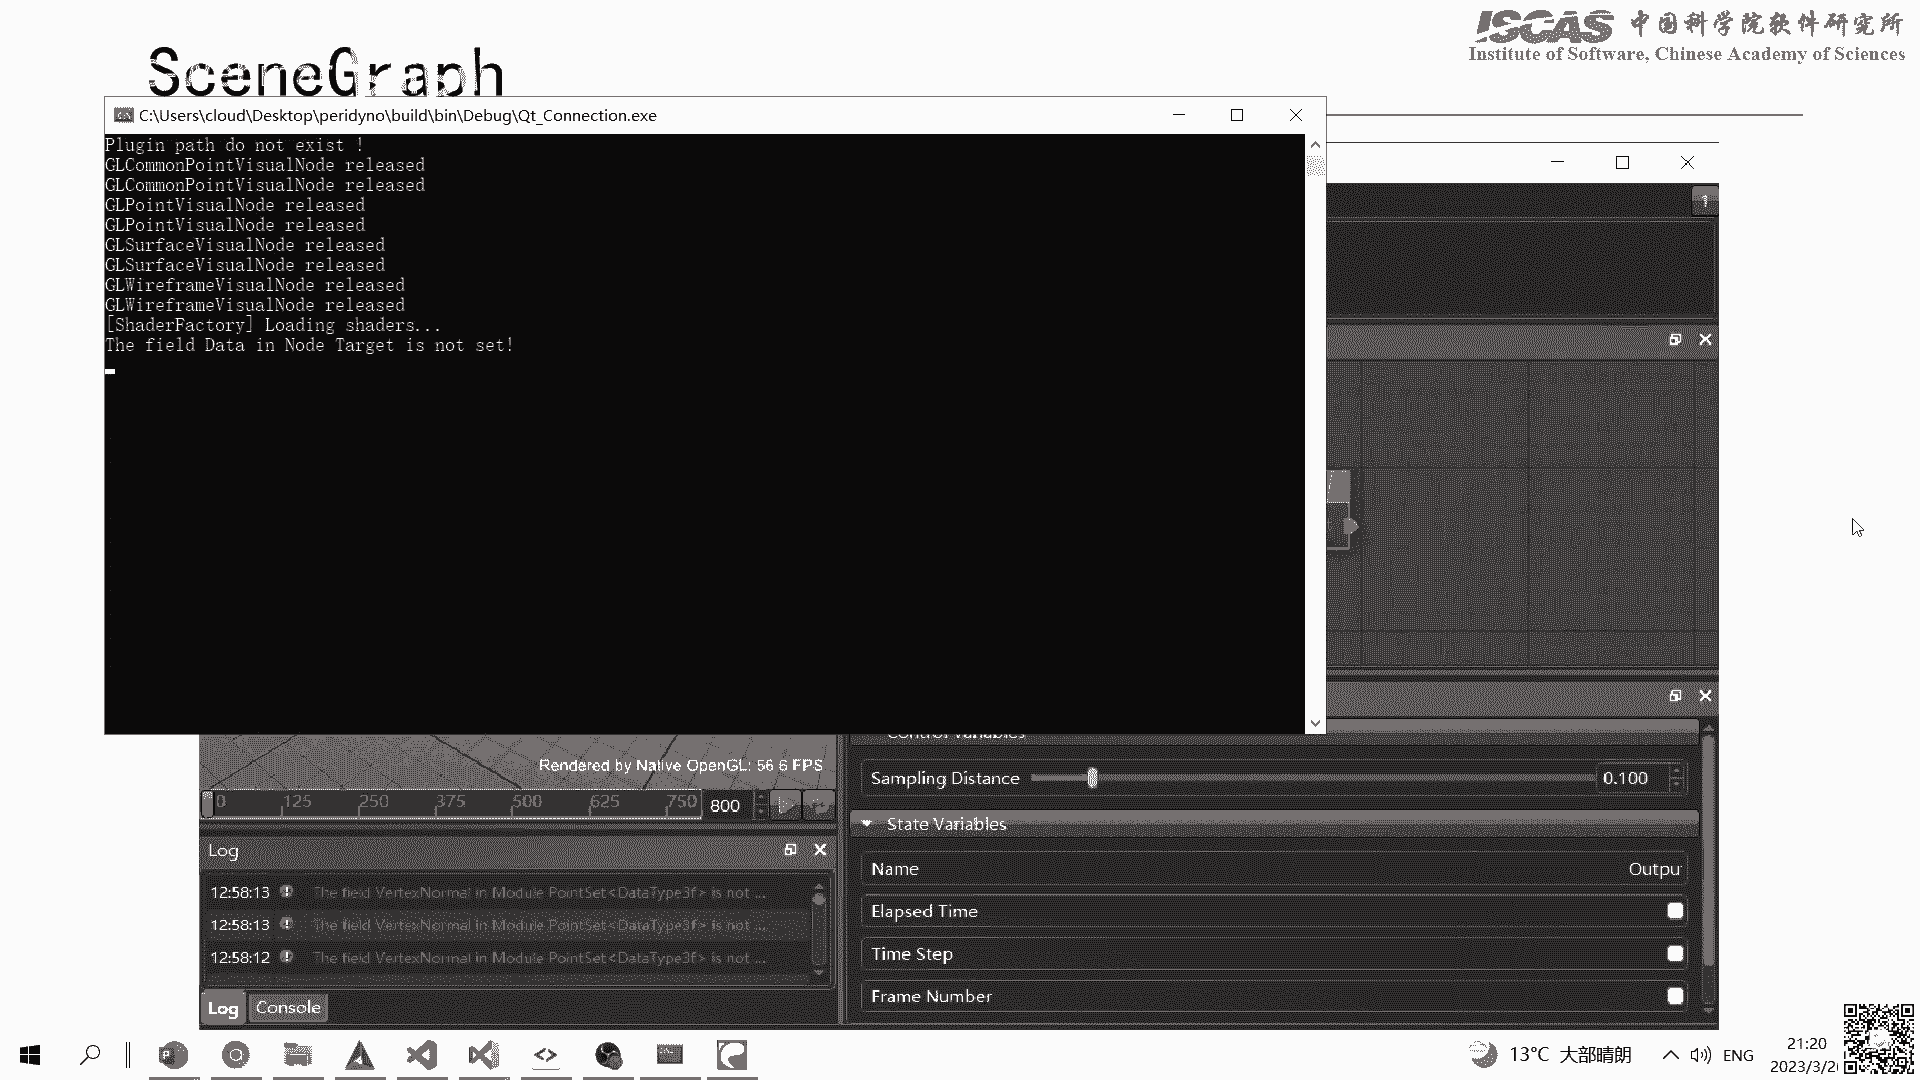 SceneGraph
ISCAS 中国科学院软件研究所
Institute of Software, Chinese Academy of Sciences
C:\Users\cloud\Desktop\peridyno\build\bin\Debug\Qt_Connection.exe
Plugin path do not exist !
GLCommonPointVisualNode released
GLCommonPointVisualNode released
GLPointVisualNode released
GLPointVisualNode released
GLSurfaceVisualNode released
GLSurfaceVisualNode released
GLWireframeVisualNode released
GLWireframeVisualNode released
[ShaderFactory] Loading shaders...
The field Data in Node Target is not set!
Control Variables
Rendered by Native OpenGL: 56.6 FPS
Sampling Distance 0.100
0 125 250 375 500 625 750 800
State Variables
Log
Name Outpu
12:58:13 The field VertexNormal in Module PointSet<DataType3f> is not ...
Elapsed Time
12:58:13 The field VertexNormal in Module PointSet<DataType3f> is not ...
12:58:12 The field VertexNormal in Module PointSet<DataType3f> is not ...
Time Step
Frame Number
Log Console
13°C 大部晴朗
ENG
21:20
2023/3/2